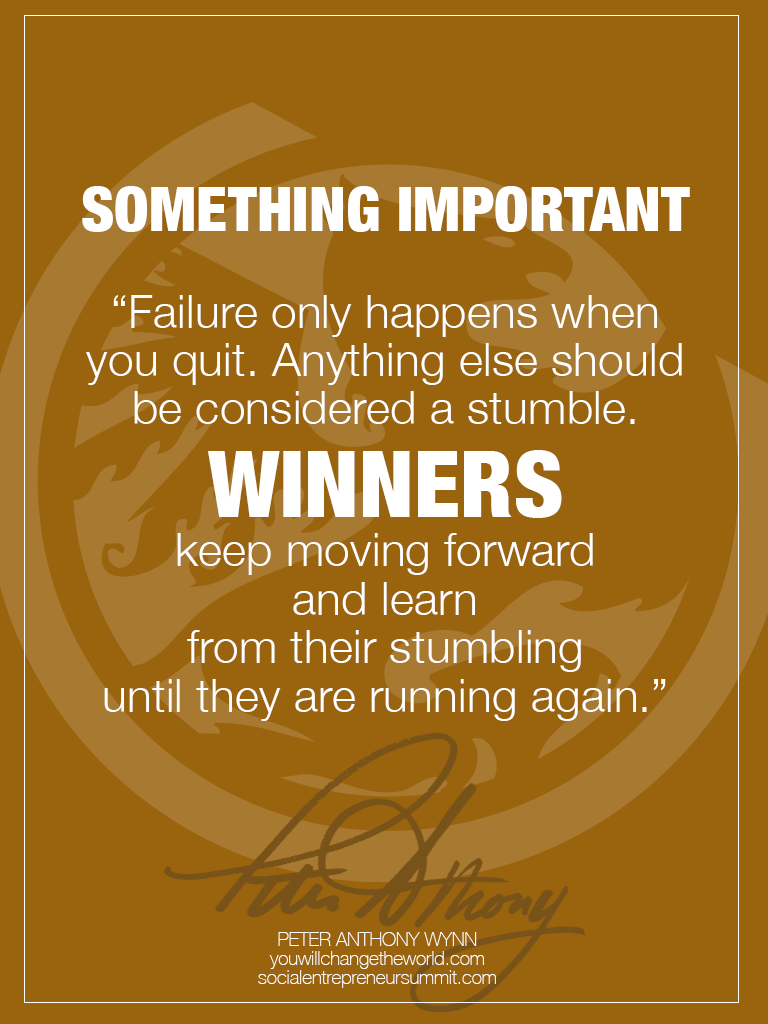 SOMETHING IMPORTANT
“Failure only happens when
you quit. Anything else should
be considered a stumble.
WINNERS
keep moving forward
and learn
from their stumbling
until they are running again.”
Peter Anthony
PETER ANTHONY WYNN
youwillchangetheworld.com
socialentrepreneursummit.com